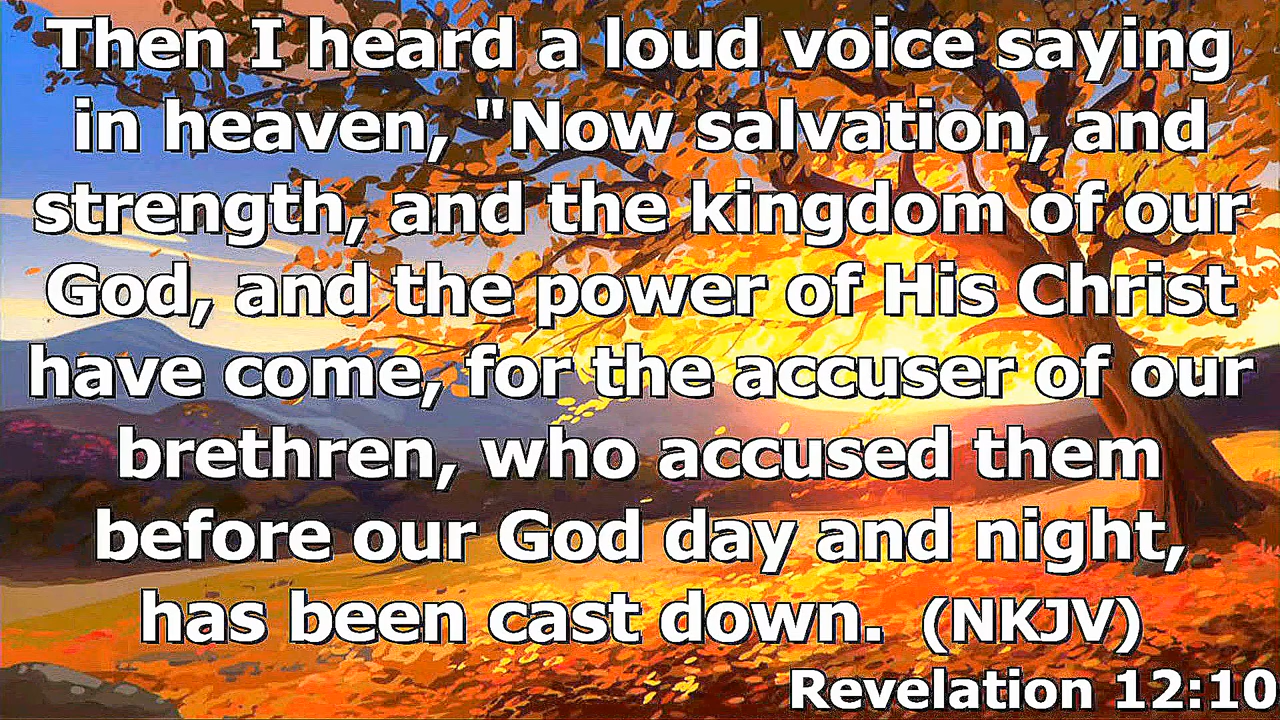 Then I heard a loud voice saying
in heaven, "Now salvation, and
strength, and the kingdom of our
God, and the power of His Christ
have come, for the accuser of our
brethren, who accused them
before our God day and night,
has been cast down. (NKJV)
Revelation 12:10